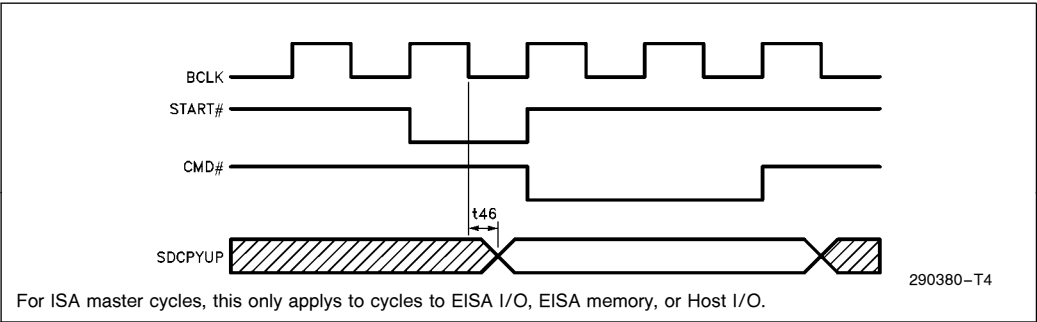 BCLK
START#
CMD#
t46
SDCPYUP
290380-T4
For ISA master cycles, this only applys to cycles to EISA I/O, EISA memory, or Host I/O.